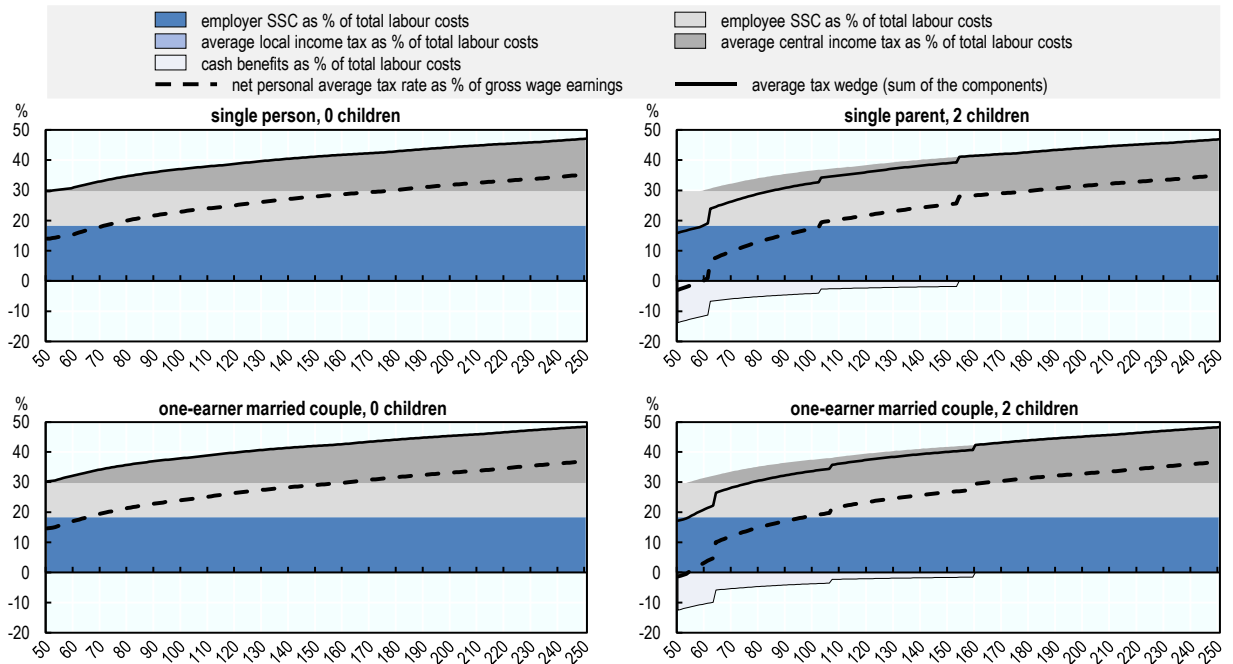 employer SSC as % of total labour costs
employee SSC as % of total labour costs
average local income tax as % of total labour costs
average central income tax as % of total labour costs
cash benefits as % of total labour costs
net personal average tax rate as % of gross wage earnings
average tax wedge (sum of the components)
%
single person, 0 children
50
40
30
20
10
0
-10
-20
50 60 70 80 90 100 110 120 130 140 150 160 170 180 190 200 210 220 230 240 250
%
single parent, 2 children
50
40
30
20
10
0
-10
-20
50 60 70 80 90 100 110 120 130 140 150 160 170 180 190 200 210 220 230 240 250
%
one-earner married couple, 0 children
50
40
30
20
10
0
-10
-20
50 60 70 80 90 100 110 120 130 140 150 160 170 180 190 200 210 220 230 240 250
%
one-earner married couple, 2 children
50
40
30
20
10
0
-10
-20
50 60 70 80 90 100 110 120 130 140 150 160 170 180 190 200 210 220 230 240 250